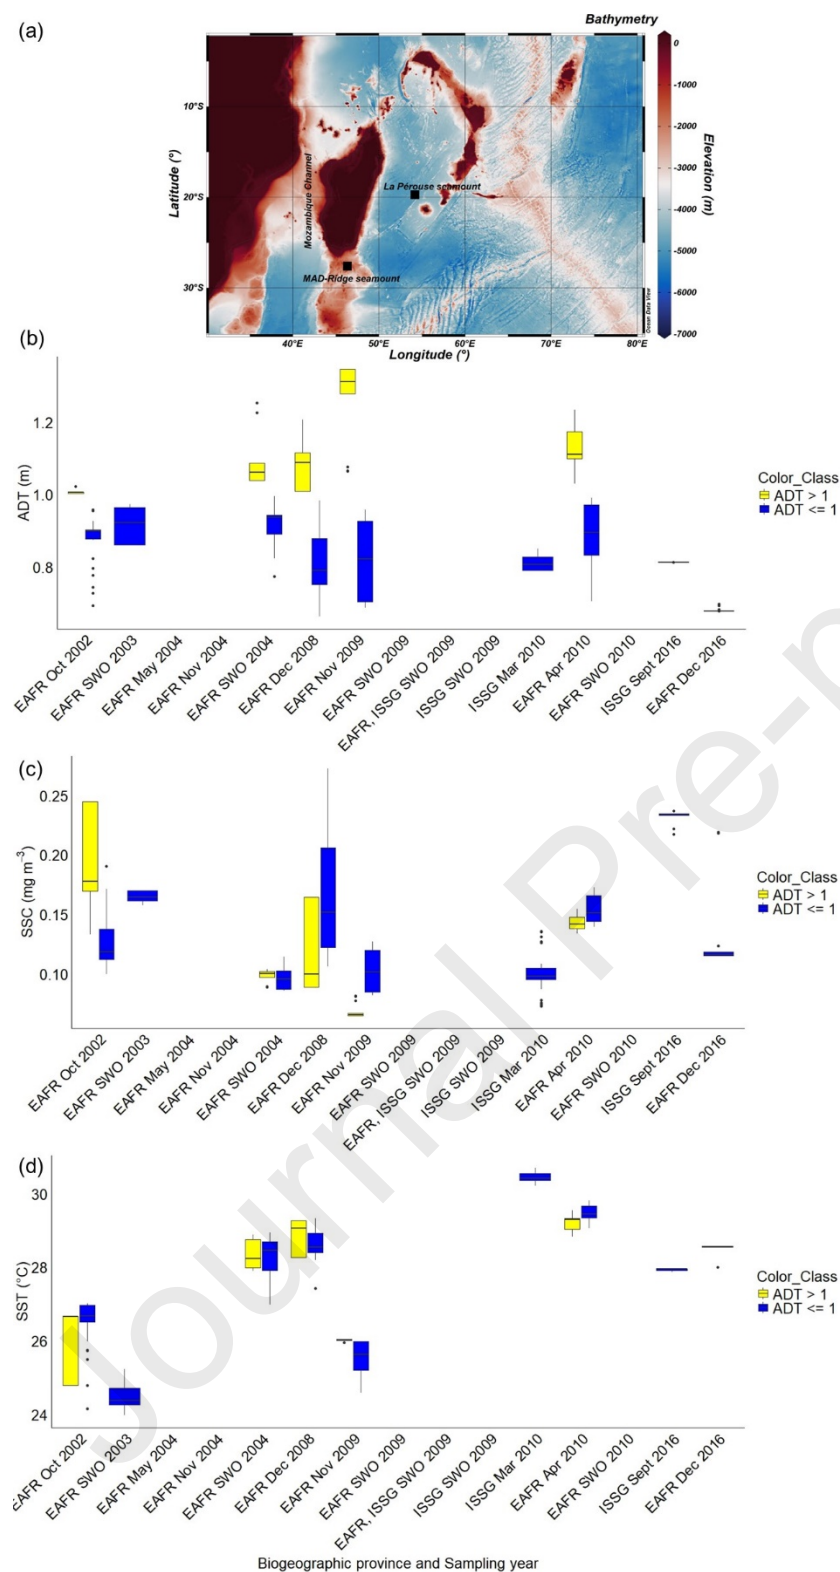 (a)
Bathymetry
0
-1000
-2000
-3000
-4000
-5000
-6000
-7000
Elevation (m)
10°S
20°S
30°S
Latitude (°)
Mozambique Channel
La Pérouse seamount
MAD-Ridge seamount
Ocean Data View
40°E
50°E
60°E
70°E
80°E
Longitude (°)
(b)
1.2
1.0
0.8
ADT (m)
Color_Class
ADT > 1
ADT <= 1
EAFR Oct 2002
EAFR SWO 2003
EAFR May 2004
EAFR Nov 2004
EAFR SWO 2004
EAFR Dec 2008
EAFR Nov 2009
EAFR SWO 2009
EAFR, ISSG SWO 2009
ISSG SWO 2009
ISSG Mar 2010
EAFR Apr 2010
EAFR SWO 2010
ISSG Sept 2016
EAFR Dec 2016
(c)
0.25
0.20
0.15
0.10
SSC (mg m⁻³)
Color_Class
ADT > 1
ADT <= 1
EAFR Oct 2002
EAFR SWO 2003
EAFR May 2004
EAFR Nov 2004
EAFR SWO 2004
EAFR Dec 2008
EAFR Nov 2009
EAFR SWO 2009
EAFR, ISSG SWO 2009
ISSG SWO 2009
ISSG Mar 2010
EAFR Apr 2010
EAFR SWO 2010
ISSG Sept 2016
EAFR Dec 2016
(d)
30
28
26
24
SST (°C)
Color_Class
ADT > 1
ADT <= 1
EAFR Oct 2002
EAFR SWO 2003
EAFR May 2004
EAFR Nov 2004
EAFR SWO 2004
EAFR Dec 2008
EAFR Nov 2009
EAFR SWO 2009
EAFR, ISSG SWO 2009
ISSG SWO 2009
ISSG Mar 2010
EAFR Apr 2010
EAFR SWO 2010
ISSG Sept 2016
EAFR Dec 2016
Biogeographic province and Sampling year
Journal Pre-p